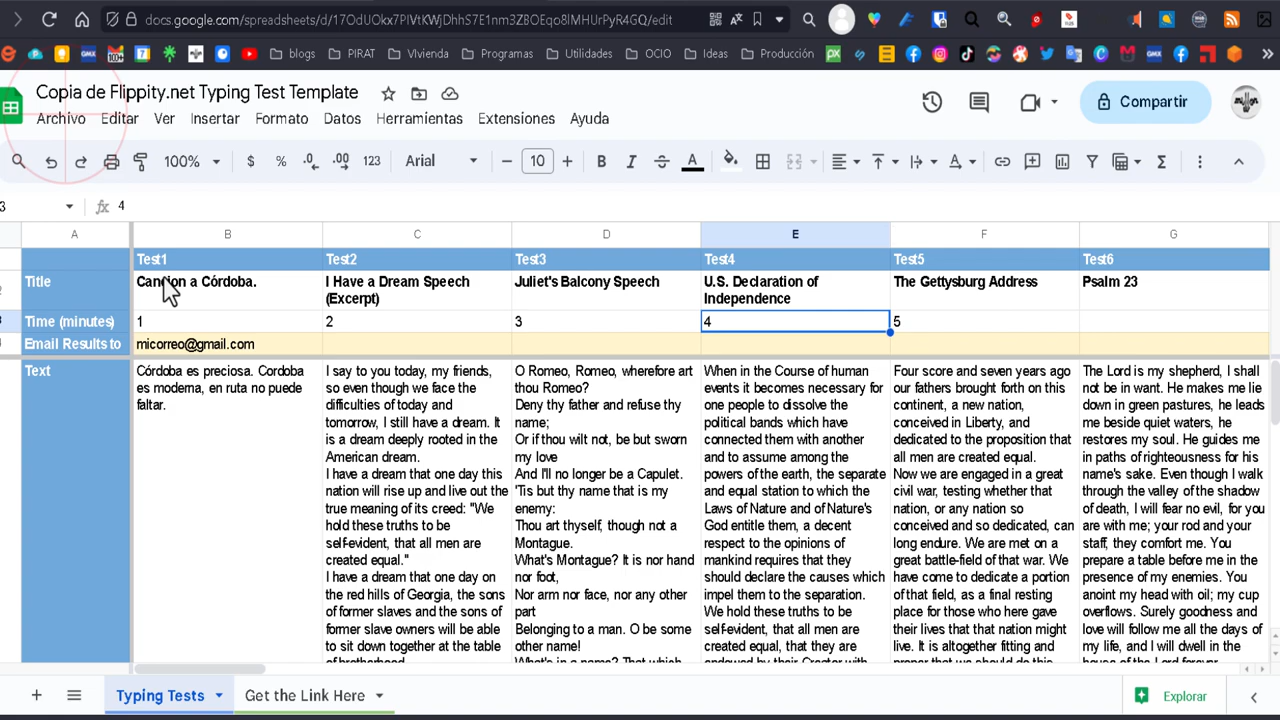 docs.google.com/spreadsheets/d/17OdUOkx7PlVtKWjDhhS7E1nm3ZBOEqo8lMHUrPyR4GQ/edit
blogs
PIRAT
VIvienda
Programas
Utilidades
OCIO
Ideas
Producción
Copia de Flippity.net Typing Test Template
Archivo Editar Ver Insertar Formato Datos Herramientas Extensiones Ayuda
Compartir
100% $ % .0 .00 123 Arial 10 B I S A
3 fx 4
A B C D E F G
Test1 Test2 Test3 Test4 Test5 Test6
Title
Cancion a Córdoba.
I Have a Dream Speech
(Excerpt)
Juliet's Balcony Speech
U.S. Declaration of
Independence
The Gettysburg Address
Psalm 23
Time (minutes) 1 2 3 4 5
Email Results to micorreo@gmail.com
Text
Córdoba es preciosa. Cordoba
es moderna, en ruta no puede
faltar.
I say to you today, my friends,
so even though we face the
difficulties of today and
tomorrow, I still have a dream. It
is a dream deeply rooted in the
American dream.
I have a dream that one day this
nation will rise up and live out the
true meaning of its creed: "We
hold these truths to be
self-evident, that all men are
created equal."
I have a dream that one day on
the red hills of Georgia, the sons
of former slaves and the sons of
former slave owners will be able
to sit down together at the table
of brotherhood.
O Romeo, Romeo, wherefore art
thou Romeo?
Deny thy father and refuse thy
name;
Or if thou wilt not, be but sworn
my love
And I'll no longer be a Capulet.
'Tis but thy name that is my
enemy:
Thou art thyself, though not a
Montague.
What's Montague? It is nor hand
nor foot,
Nor arm nor face, nor any other
part
Belonging to a man. O be some
other name!
What's in a name? That which
When in the Course of human
events it becomes necessary for
one people to dissolve the
political bands which have
connected them with another
and to assume among the
powers of the earth, the separate
and equal station to which the
Laws of Nature and of Nature's
God entitle them, a decent
respect to the opinions of
mankind requires that they
should declare the causes which
impel them to the separation.
We hold these truths to be
self-evident, that all men are
created equal, that they are
endowed by their Creator with
Four score and seven years ago
our fathers brought forth on this
continent, a new nation,
conceived in Liberty, and
dedicated to the proposition that
all men are created equal.
Now we are engaged in a great
civil war, testing whether that
nation, or any nation so
conceived and so dedicated, can
long endure. We are met on a
great battle-field of that war. We
have come to dedicate a portion
of that field, as a final resting
place for those who here gave
their lives that that nation might
live. It is altogether fitting and
proper that we should do this.
The Lord is my shepherd, I shall
not be in want. He makes me lie
down in green pastures, he leads
me beside quiet waters, he
restores my soul. He guides me
in paths of righteousness for his
name's sake. Even though I walk
through the valley of the shadow
of death, I will fear no evil, for you
are with me; your rod and your
staff, they comfort me. You
prepare a table before me in the
presence of my enemies. You
anoint my head with oil; my cup
overflows. Surely goodness and
love will follow me all the days of
my life, and I will dwell in the
house of the Lord forever.
Typing Tests
Get the Link Here
Explorar